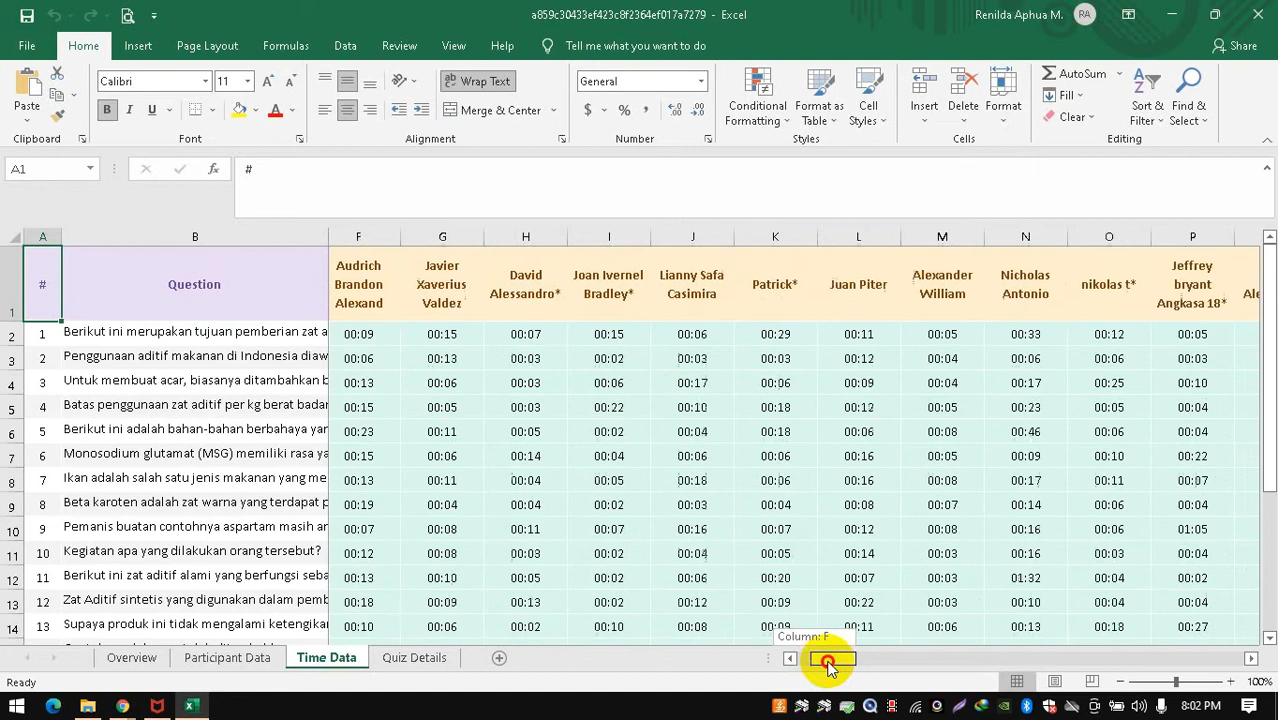 a859c30433ef423c8f2364ef017a7279 - Excel
Renilda Aphua M. RA
File Home Insert Page Layout Formulas Data Review View Help Tell me what you want to do Share
Paste
Calibri 11
B I U
Wrap Text
Merge & Center
General
$ %
Conditional Formatting
Format as Table
Cell Styles
Insert
Delete
Format
AutoSum
Fill
Clear
Sort & Filter
Find & Select
Clipboard Font Alignment Number Styles Cells Editing
A1 fx #
A B F G H I J K L M N O P
1 # Question Audrich Brandon Alexand Javier Xaverius Valdez David Alessandro* Joan Ivernel Bradley* Lianny Safa Casimira Patrick* Juan Piter Alexander William Nicholas Antonio nikolas t* Jeffrey bryant Angkasa 18*
2 1 Berikut ini merupakan tujuan pemberian zat a 00:09 00:15 00:07 00:15 00:06 00:29 00:11 00:05 00:33 00:12 00:05
3 2 Penggunaan aditif makanan di Indonesia diaw 00:06 00:13 00:03 00:02 00:03 00:03 00:12 00:04 00:06 00:06 00:03
4 3 Untuk membuat acar, biasanya ditambahkan b 00:13 00:06 00:03 00:06 00:17 00:06 00:09 00:04 00:17 00:25 00:10
5 4 Batas penggunaan zat aditif per kg berat badan 00:15 00:05 00:03 00:22 00:10 00:18 00:12 00:05 00:23 00:05 00:04
6 5 Berikut ini adalah bahan-bahan berbahaya yan 00:23 00:11 00:05 00:02 00:04 00:18 00:06 00:08 00:46 00:02 00:04
7 6 Monosodium glutamat (MSG) memiliki rasa ya 00:15 00:06 00:14 00:04 00:06 00:06 00:16 00:05 00:09 00:10 00:22
8 7 Ikan adalah salah satu jenis makanan yang me 00:13 00:11 00:04 00:05 00:18 00:06 00:16 00:08 00:17 00:11 00:07
9 8 Beta karoten adalah zat warna yang terdapat p 00:19 00:04 00:04 00:02 00:03 00:04 00:08 00:07 00:14 00:06 00:04
10 9 Pemanis buatan contohnya aspartam masih an 00:07 00:08 00:11 00:07 00:16 00:07 00:12 00:08 00:16 00:06 01:05
11 10 Kegiatan apa yang dilakukan orang tersebut? 00:12 00:08 00:03 00:02 00:04 00:05 00:14 00:03 00:16 00:03 00:04
12 11 Berikut ini zat aditif alami yang berfungsi seba 00:13 00:10 00:05 00:02 00:06 00:20 00:07 00:03 01:32 00:04 00:02
13 12 Zat Aditif sintetis yang digunakan dalam pemb 00:18 00:09 00:13 00:02 00:12 00:09 00:22 00:03 00:10 00:04 00:04
14 13 Supaya produk ini tidak mengalami ketengikan 00:10 00:06 00:02 00:10 00:08 00:09 00:11 00:06 00:13 00:18 00:27
Column: F
Overview Participant Data Time Data Quiz Details
Ready 100%
8:02 PM